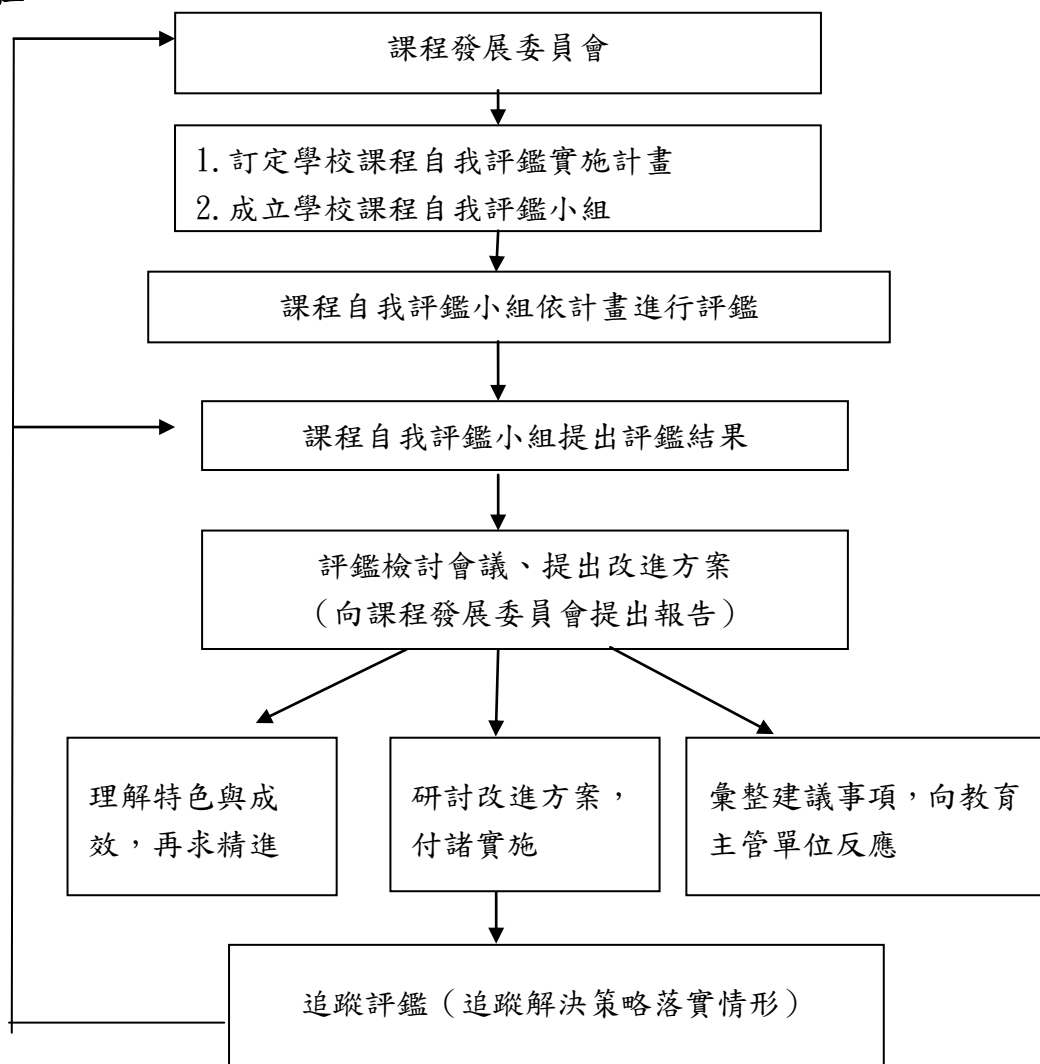 課程發展委員會
1. 訂定學校課程自我評鑑實施計畫
2. 成立學校課程自我評鑑小組
課程自我評鑑小組依計畫進行評鑑
課程自我評鑑小組提出評鑑結果
評鑑檢討會議、提出改進方案
（向課程發展委員會提出報告）
理解特色與成
效，再求精進
研討改進方案，
付諸實施
彙整建議事項，向教育
主管單位反應
追蹤評鑑（追蹤解決策略落實情形）